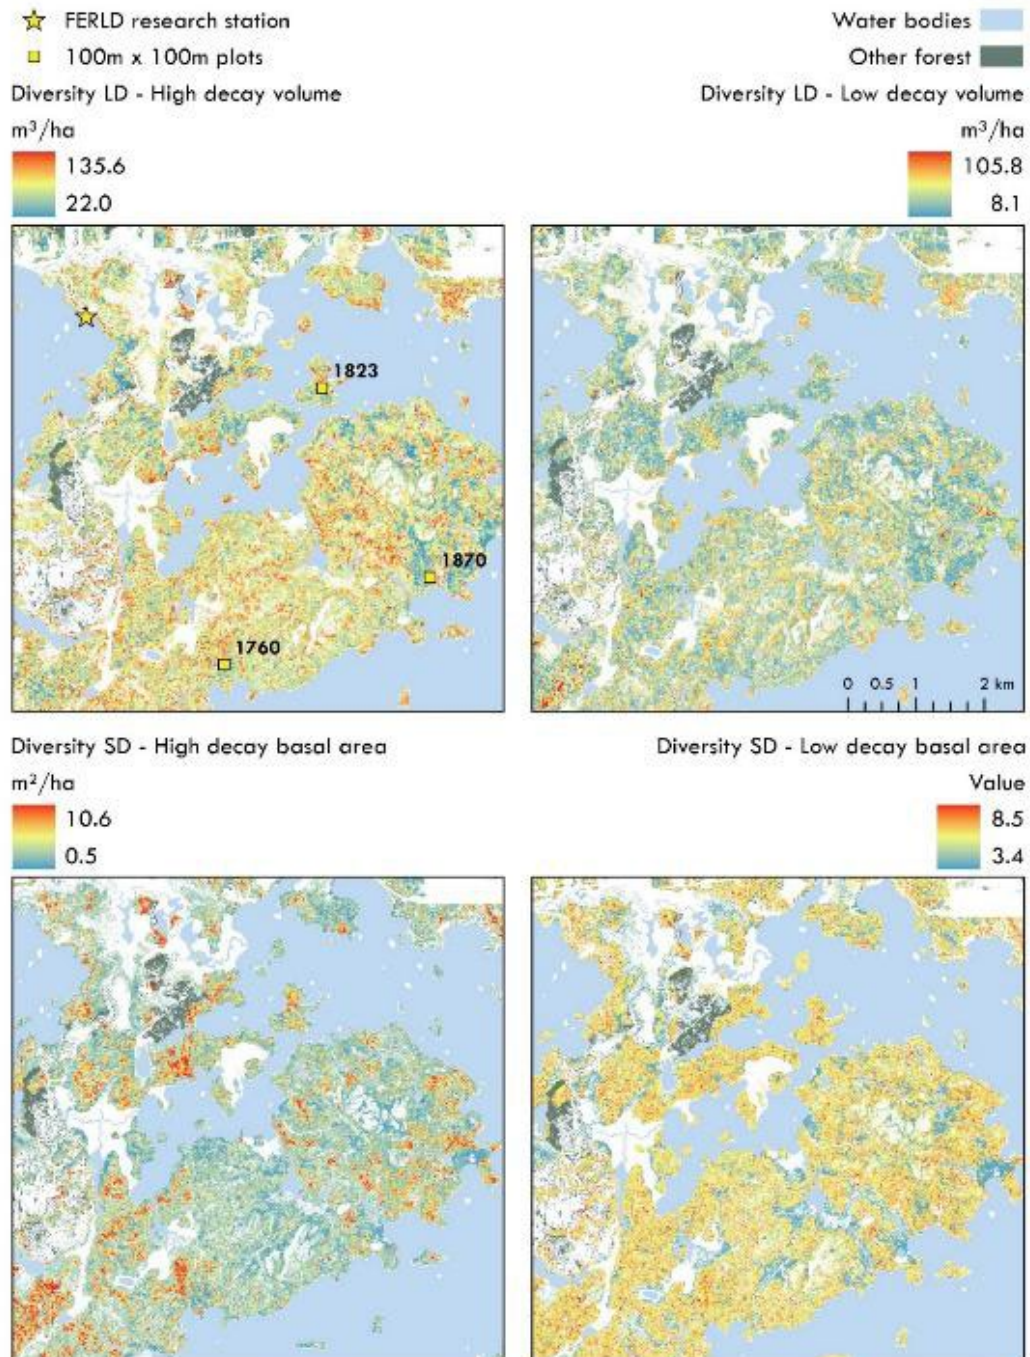 FERLD research station
100m x 100m plots
Water bodies
Other forest
Diversity LD - High decay volume
m³/ha
135.6
22.0
Diversity LD - Low decay volume
m³/ha
105.8
8.1
1823
1870
1760
0 0.5 1 2 km
Diversity SD - High decay basal area
m²/ha
10.6
0.5
Diversity SD - Low decay basal area
Value
8.5
3.4